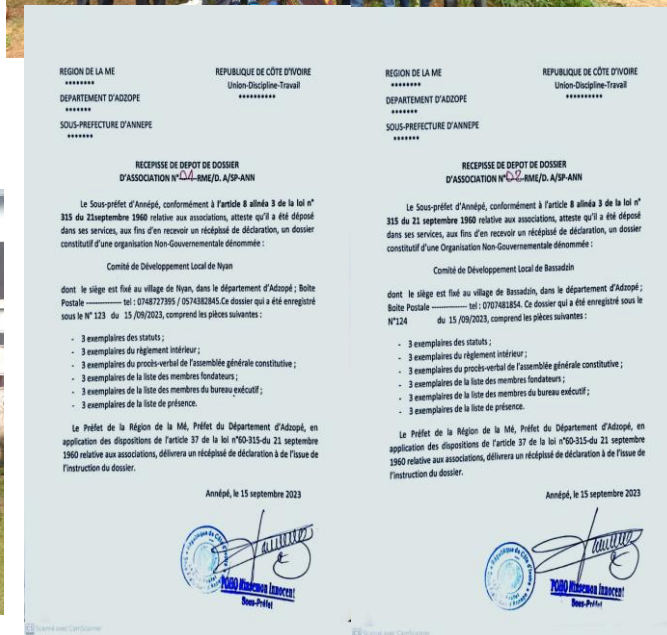 REGION DE LA ME
********
DEPARTEMENT D'ADZOPE
*******
SOUS-PREFECTURE D'ANNEPE
*******
REPUBLIQUE DE CÔTE D'IVOIRE
Union-Discipline-Travail
**********
RECEPISSE DE DEPOT DE DOSSIER
D'ASSOCIATION N° 01 -RME/D. A/SP-ANN
Le Sous-préfet d'Annépé, conformément à l'article 8 alinéa 3 de la loi n°
315 du 21septembre 1960 relative aux associations, atteste qu'il a été déposé
dans ses services, aux fins d'en recevoir un récépissé de déclaration, un dossier
constitutif d'une organisation Non-Gouvernementale dénommée :
Comité de Développement Local de Nyan
dont le siège est fixé au village de Nyan, dans le département d'Adzopé ; Boite
Postale -------------- tel : 0748727395 / 0574382845.Ce dossier qui a été enregistré
sous le N° 123 du 15 /09/2023, comprend les pièces suivantes :
- 3 exemplaires des statuts ;
- 3 exemplaires du règlement intérieur ;
- 3 exemplaires du procès-verbal de l'assemblée générale constitutive ;
- 3 exemplaires de la liste des membres fondateurs ;
- 3 exemplaires de la liste des membres du bureau exécutif ;
- 3 exemplaires de la liste de présence.
Le Préfet de la Région de la Mé, Préfet du Département d'Adzopé, en
application des dispositions de l'article 37 de la loi n°60-315-du 21 septembre
1960 relative aux associations, délivrera un récépissé de déclaration à de l'issue de
l'instruction du dossier.
Annépé, le 15 septembre 2023
POBO Minsemon Innocent
Sous-Préfet
Scanné avec CamScanner
REGION DE LA ME
********
DEPARTEMENT D'ADZOPE
*******
SOUS-PREFECTURE D'ANNEPE
*******
REPUBLIQUE DE CÔTE D'IVOIRE
Union-Discipline-Travail
**********
RECEPISSE DE DEPOT DE DOSSIER
D'ASSOCIATION N° 02 -RME/D. A/SP-ANN
Le Sous-préfet d'Annépé, conformément à l'article 8 alinéa 3 de la loi n°
315 du 21 septembre 1960 relative aux associations, atteste qu'il a été déposé
dans ses services, aux fins d'en recevoir un récépissé de déclaration, un dossier
constitutif d'une Organisation Non-Gouvernementale dénommée :
Comité de Développement Local de Bassadzin
dont le siège est fixé au village de Bassadzin, dans le département d'Adzopé ;
Boite Postale -------------- tel : 0707481854. Ce dossier qui a été enregistré sous le
N°124 du 15 /09/2023, comprend les pièces suivantes :
- 3 exemplaires des statuts ;
- 3 exemplaires du règlement intérieur ;
- 3 exemplaires du procès-verbal de l'assemblée générale constitutive ;
- 3 exemplaires de la liste des membres fondateurs ;
- 3 exemplaires de la liste des membres du bureau exécutif ;
- 3 exemplaires de la liste de présence.
Le Préfet de la Région de la Mé, Préfet du Département d'Adzopé, en
application des dispositions de l'article 37 de la loi n°60-315-du 21 septembre
1960 relative aux associations, délivrera un récépissé de déclaration à de l'issue de
l'instruction du dossier.
Annépé, le 15 septembre 2023
POBO Minsemon Innocent
Sous-Préfet
Scanné avec CamScanner